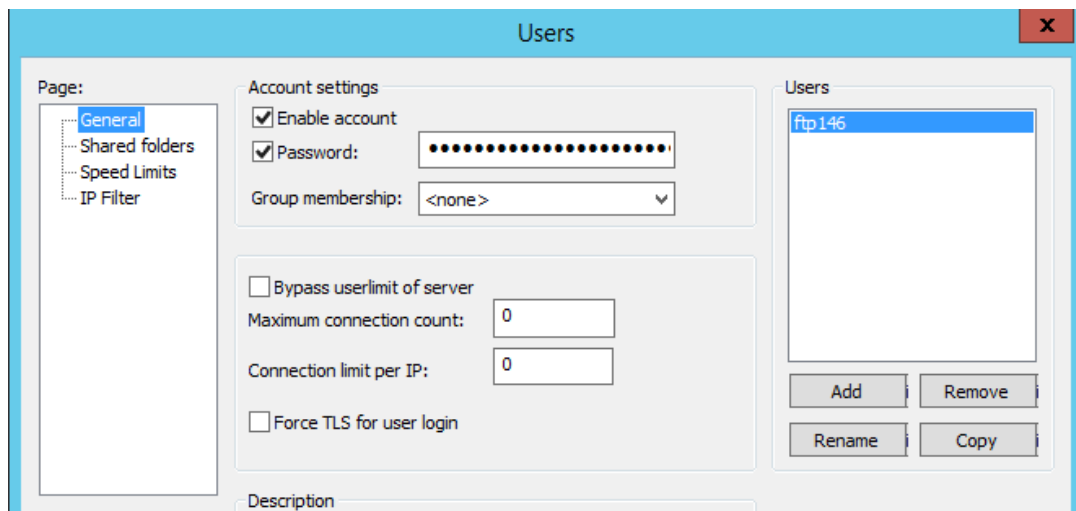 Users
x
Page:
General
Shared folders
Speed Limits
IP Filter
Account settings
Enable account
Password:
••••••••••••••••••••••
Group membership:
<none>
Bypass userlimit of server
Maximum connection count:
0
Connection limit per IP:
0
Force TLS for user login
Description
Users
ftp146
Add
Remove
Rename
Copy